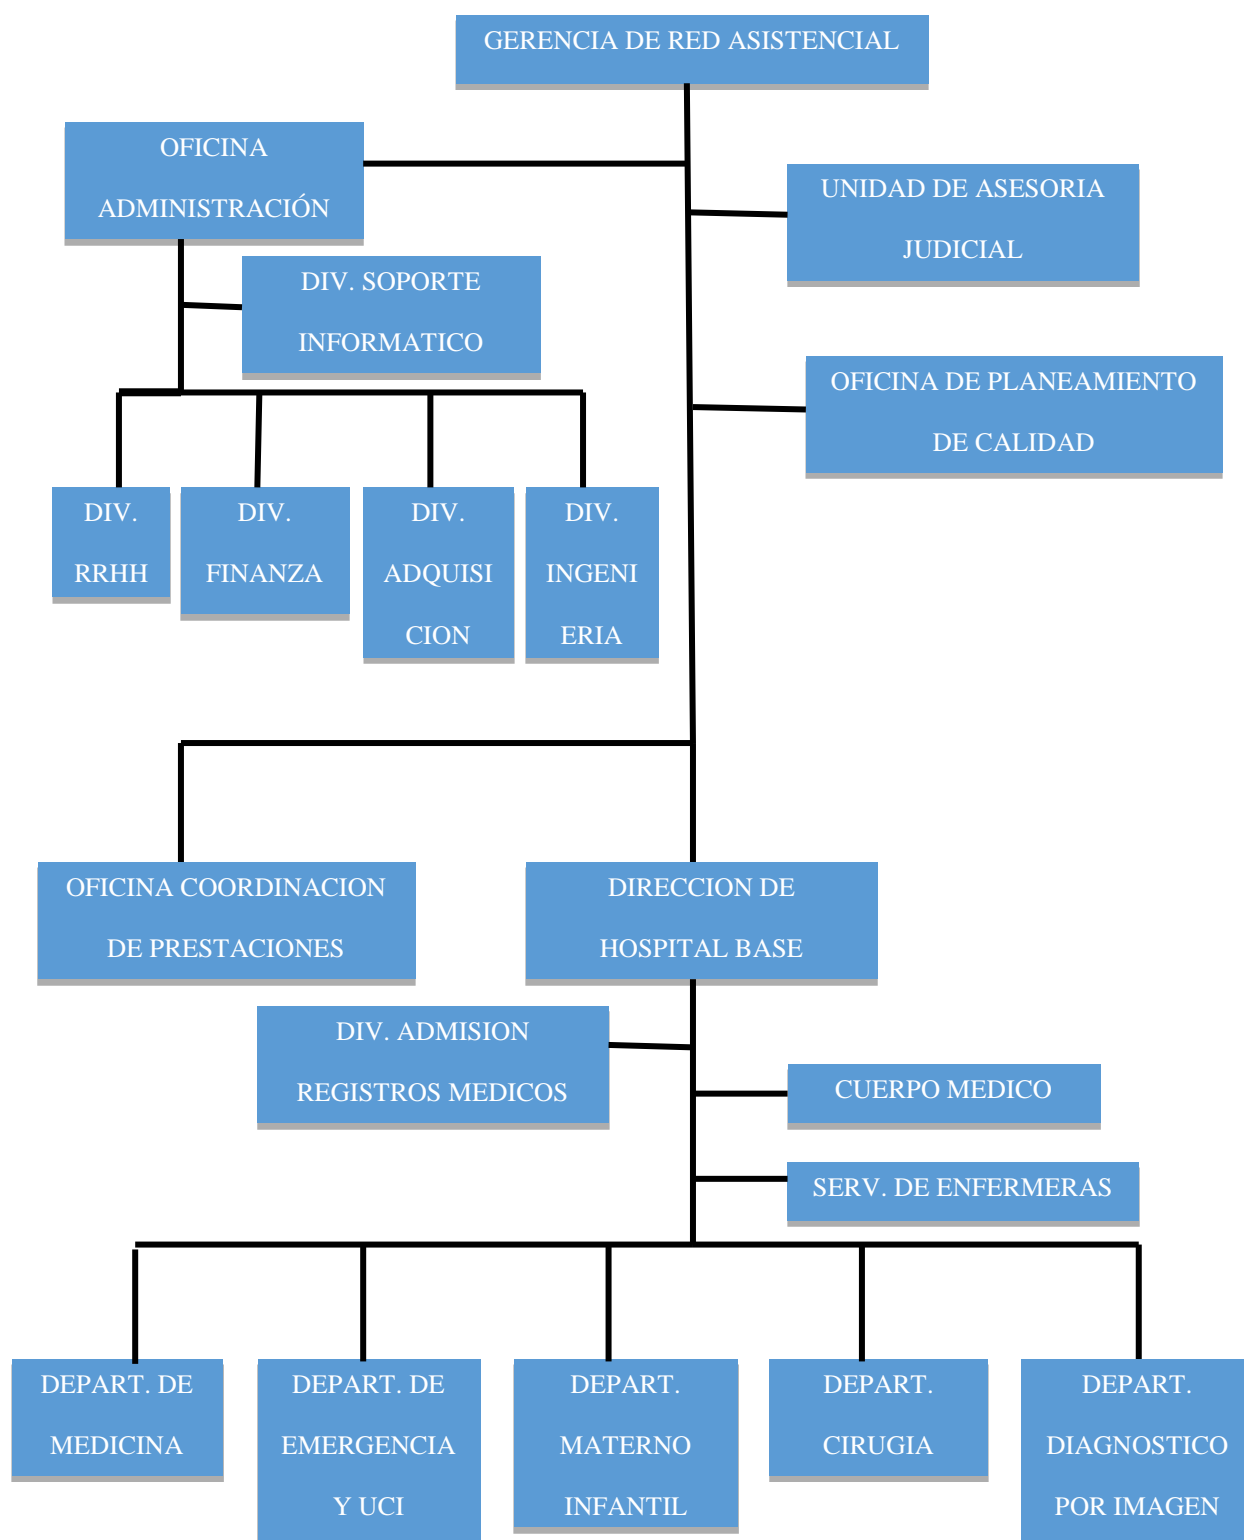 GERENCIA DE RED ASISTENCIAL
OFICINA
ADMINISTRACIÓN
UNIDAD DE ASESORIA
JUDICIAL
DIV. SOPORTE
INFORMATICO
OFICINA DE PLANEAMIENTO
DE CALIDAD
DIV.
RRHH
DIV.
FINANZA
DIV.
ADQUISI
CION
DIV.
INGENI
ERIA
OFICINA COORDINACION
DE PRESTACIONES
DIRECCION DE
HOSPITAL BASE
DIV. ADMISION
REGISTROS MEDICOS
CUERPO MEDICO
SERV. DE ENFERMERAS
DEPART. DE
MEDICINA
DEPART. DE
EMERGENCIA
Y UCI
DEPART.
MATERNO
INFANTIL
DEPART.
CIRUGIA
DEPART.
DIAGNOSTICO
POR IMAGEN